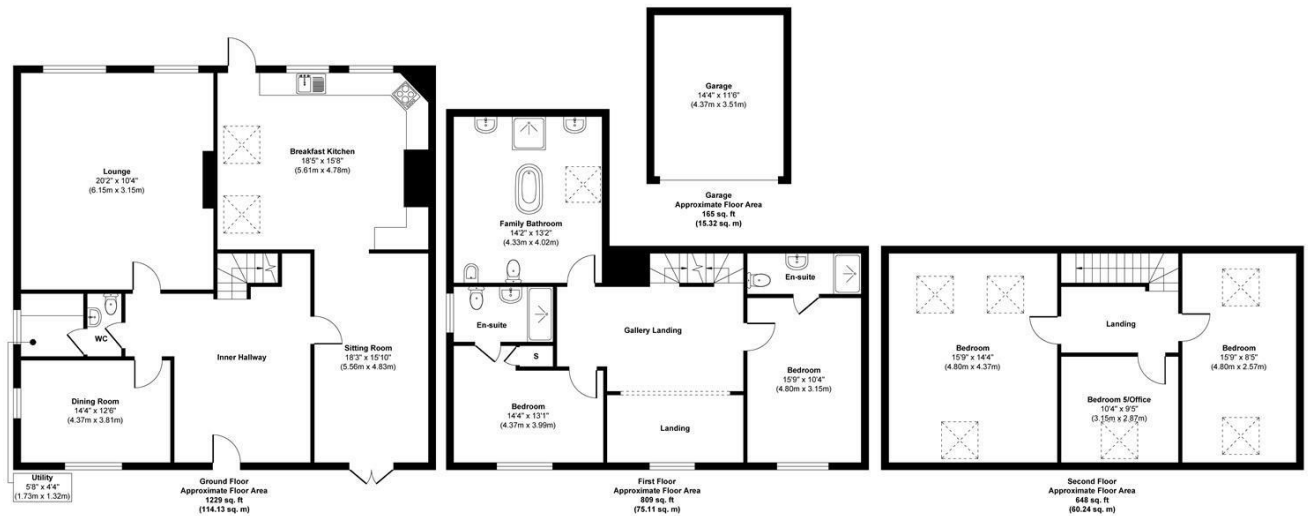 Lounge
20'2" x 10'4"
(6.15m x 3.15m)
Breakfast Kitchen
18'5" x 15'8"
(5.61m x 4.78m)
WC
Inner Hallway
Sitting Room
18'3" x 15'10"
(5.56m x 4.83m)
Dining Room
14'4" x 12'6"
(4.37m x 3.81m)
Utility
5'8" x 4'4"
(1.73m x 1.32m)
Ground Floor
Approximate Floor Area
1229 sq. ft
(114.13 sq. m)
Family Bathroom
14'2" x 13'2"
(4.33m x 4.02m)
En-suite
S
Gallery Landing
En-suite
Bedroom
14'4" x 13'1"
(4.37m x 3.99m)
Landing
Bedroom
15'9" x 10'4"
(4.80m x 3.15m)
First Floor
Approximate Floor Area
809 sq. ft
(75.11 sq. m)
Garage
14'4" x 11'6"
(4.37m x 3.51m)
Garage
Approximate Floor Area
165 sq. ft
(15.32 sq. m)
Bedroom
15'9" x 14'4"
(4.80m x 4.37m)
Landing
Bedroom 5/Office
10'4" x 9'5"
(3.15m x 2.87m)
Bedroom
15'9" x 8'5"
(4.80m x 2.57m)
Second Floor
Approximate Floor Area
648 sq. ft
(60.24 sq. m)